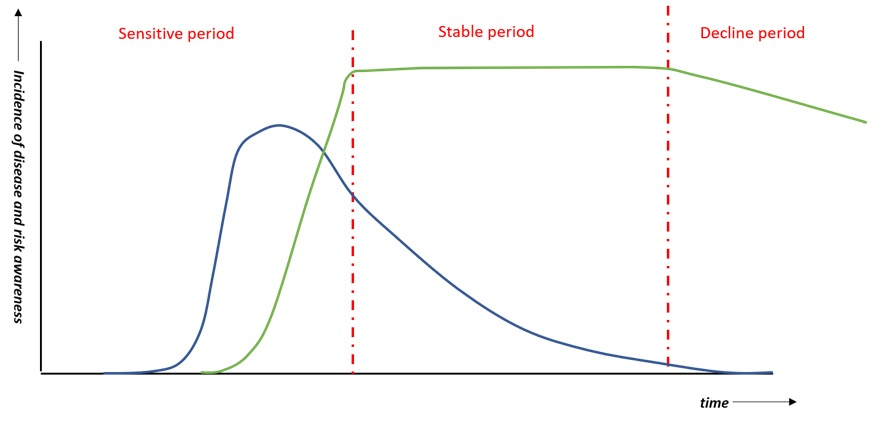 Sensitive period
Stable period
Decline period
Incidence of disease and risk awareness
time